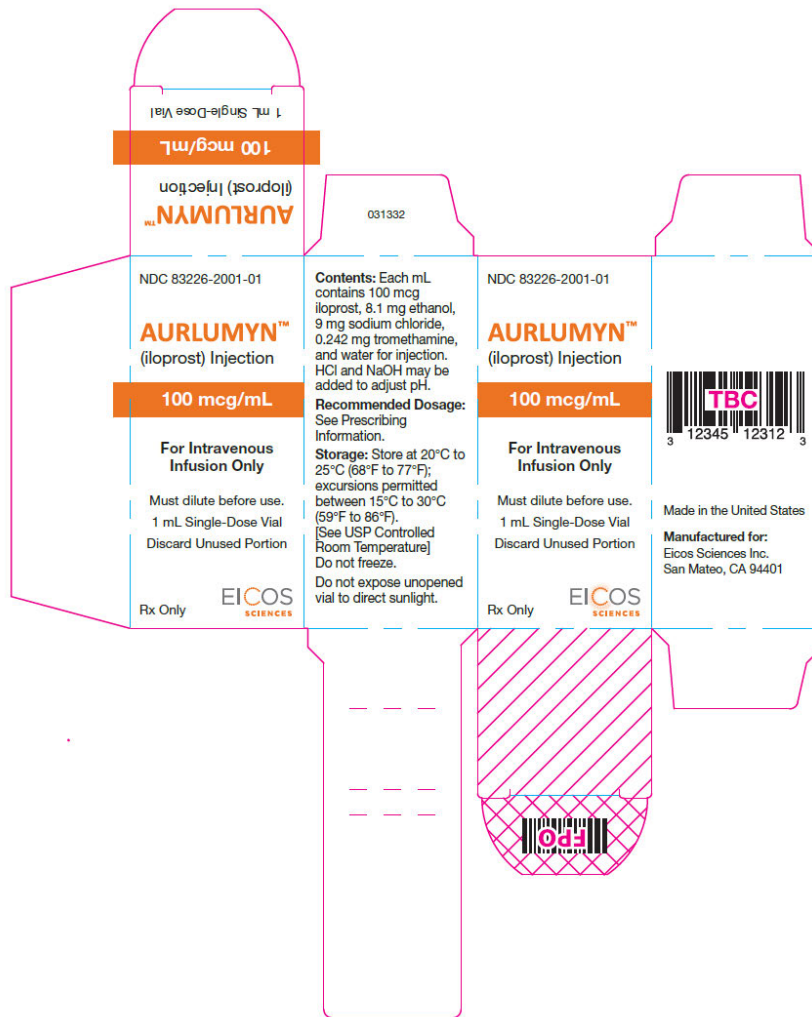 1 mL Single-Dose Vial
100 mcg/mL
(iloprost) Injection
AURLUMYN™
031332
NDC 83226-2001-01
AURLUMYN™
(iloprost) Injection
100 mcg/mL
For Intravenous
Infusion Only
Must dilute before use.
1 mL Single-Dose Vial
Discard Unused Portion
Rx Only
EICOS
SCIENCES
Contents: Each mL
contains 100 mcg
iloprost, 8.1 mg ethanol,
9 mg sodium chloride,
0.242 mg tromethamine,
and water for injection.
HCl and NaOH may be
added to adjust pH.
Recommended Dosage:
See Prescribing
Information.
Storage: Store at 20°C to
25°C (68°F to 77°F);
excursions permitted
between 15°C to 30°C
(59°F to 86°F).
[See USP Controlled
Room Temperature]
Do not freeze.
Do not expose unopened
vial to direct sunlight.
NDC 83226-2001-01
AURLUMYN™
(iloprost) Injection
100 mcg/mL
For Intravenous
Infusion Only
Must dilute before use.
1 mL Single-Dose Vial
Discard Unused Portion
Rx Only
EICOS
SCIENCES
TBC
3 12345 12312 3
Made in the United States
Manufactured for:
Eicos Sciences Inc.
San Mateo, CA 94401
FPO